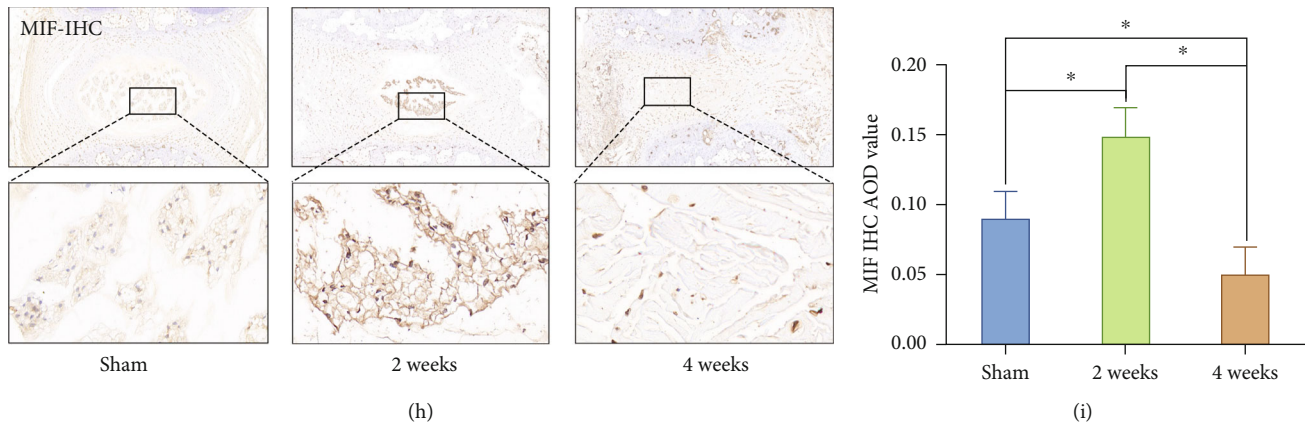 MIF-IHC
Sham
2 weeks
4 weeks
(h)
MIF IHC AOD value
0.20
0.15
0.10
0.05
0.00
*
*
*
Sham
2 weeks
4 weeks
(i)